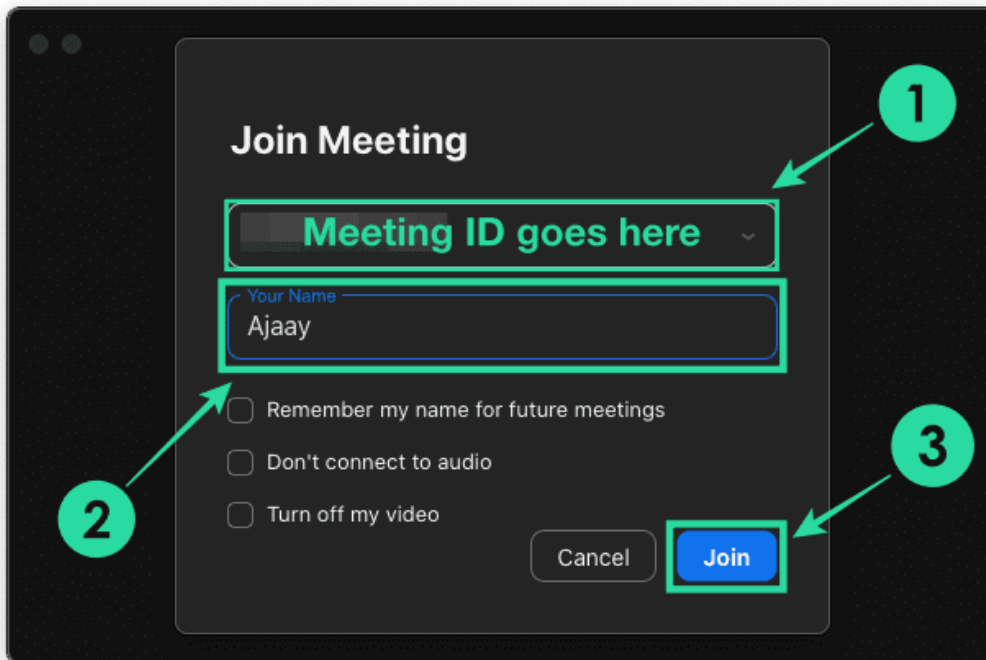 1
Join Meeting
Meeting ID goes here
Your Name
Ajaay
Remember my name for future meetings
Don't connect to audio
Turn off my video
2
3
Cancel
Join